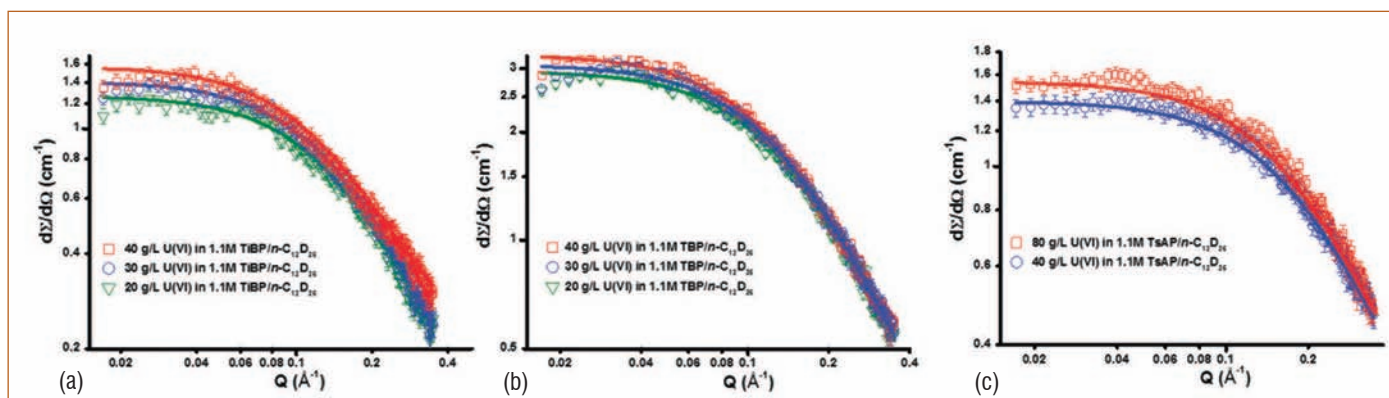 1.6
1.4
1.2
1
0.8
0.6
0.4
0.2
dΣ/dΩ (cm⁻¹)
40 g/L U(VI) in 1.1M TiBP/n-C₁₂D₂₆
30 g/L U(VI) in 1.1M TiBP/n-C₁₂D₂₆
20 g/L U(VI) in 1.1M TiBP/n-C₁₂D₂₆
0.02 0.04 0.06 0.08 0.1 0.2 0.4
Q (Å⁻¹)
(a)
3
2.5
2
1.5
1
0.5
dΣ/dΩ (cm⁻¹)
40 g/L U(VI) in 1.1M TBP/n-C₁₂D₂₆
30 g/L U(VI) in 1.1M TBP/n-C₁₂D₂₆
20 g/L U(VI) in 1.1M TBP/n-C₁₂D₂₆
0.02 0.04 0.06 0.08 0.1 0.2 0.4
Q (Å⁻¹)
(b)
1.8
1.6
1.4
1.2
1
0.8
0.6
0.4
dΣ/dΩ (cm⁻¹)
80 g/L U(VI) in 1.1M TsAP/n-C₁₂D₂₆
40 g/L U(VI) in 1.1M TsAP/n-C₁₂D₂₆
0.02 0.04 0.06 0.08 0.1 0.2
Q (Å⁻¹)
(c)